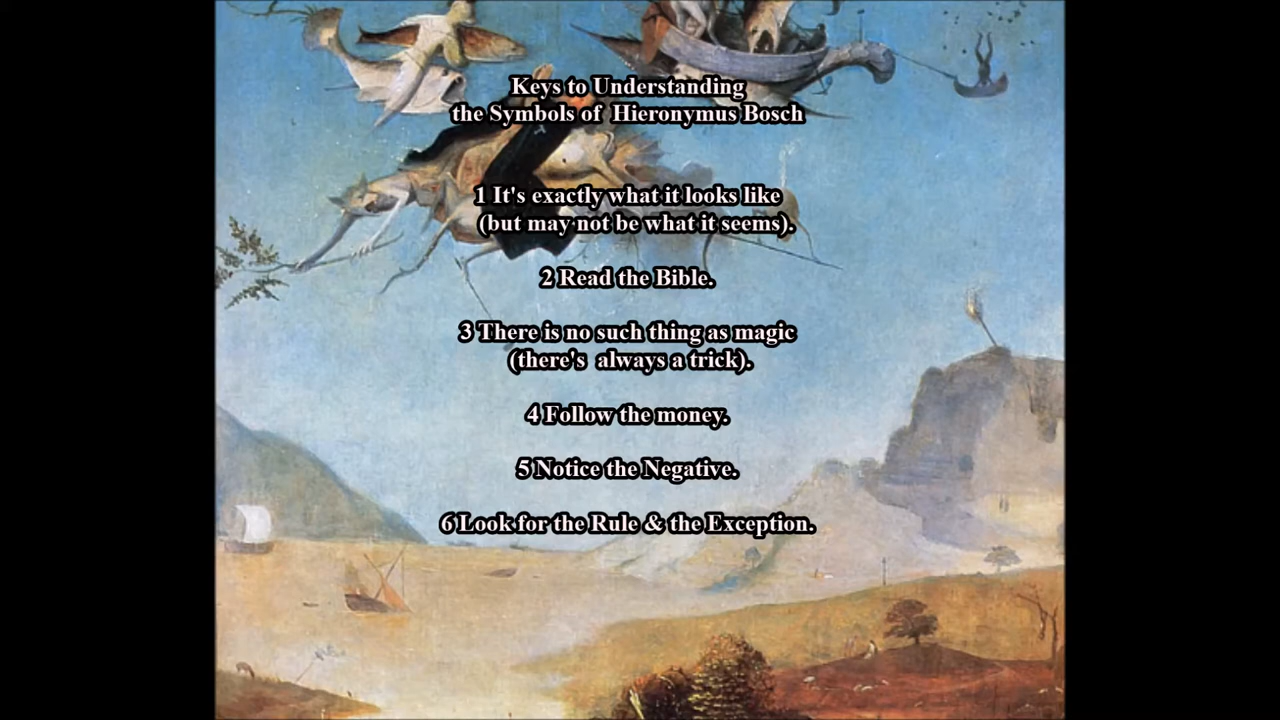 Keys to Understanding
the Symbols of  Hieronymus Bosch
1 It's exactly what it looks like
(but may not be what it seems).
2 Read the Bible.
3 There is no such thing as magic
(there's  always a trick).
4 Follow the money.
5 Notice the Negative.
6 Look for the Rule & the Exception.